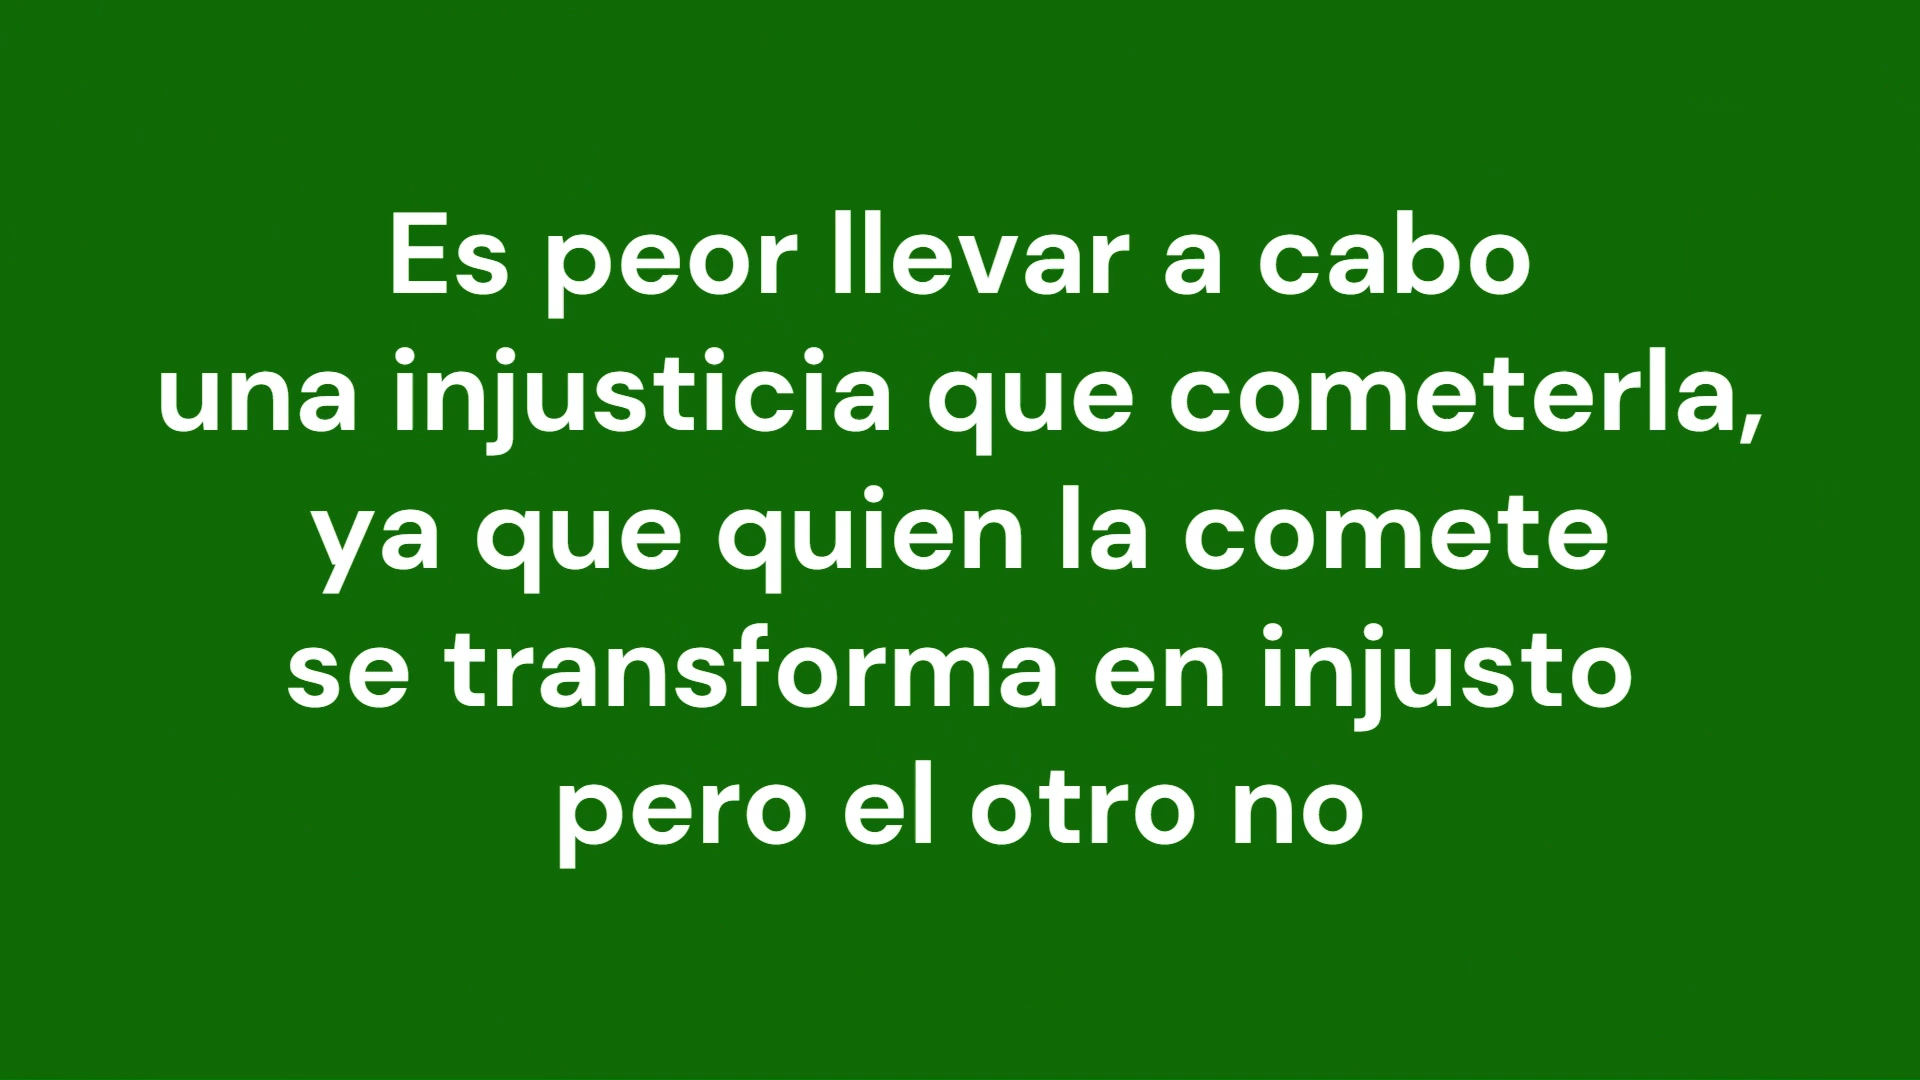 Es peor llevar a cabo
una injusticia que cometerla,
ya que quien la comete
se transforma en injusto
pero el otro no